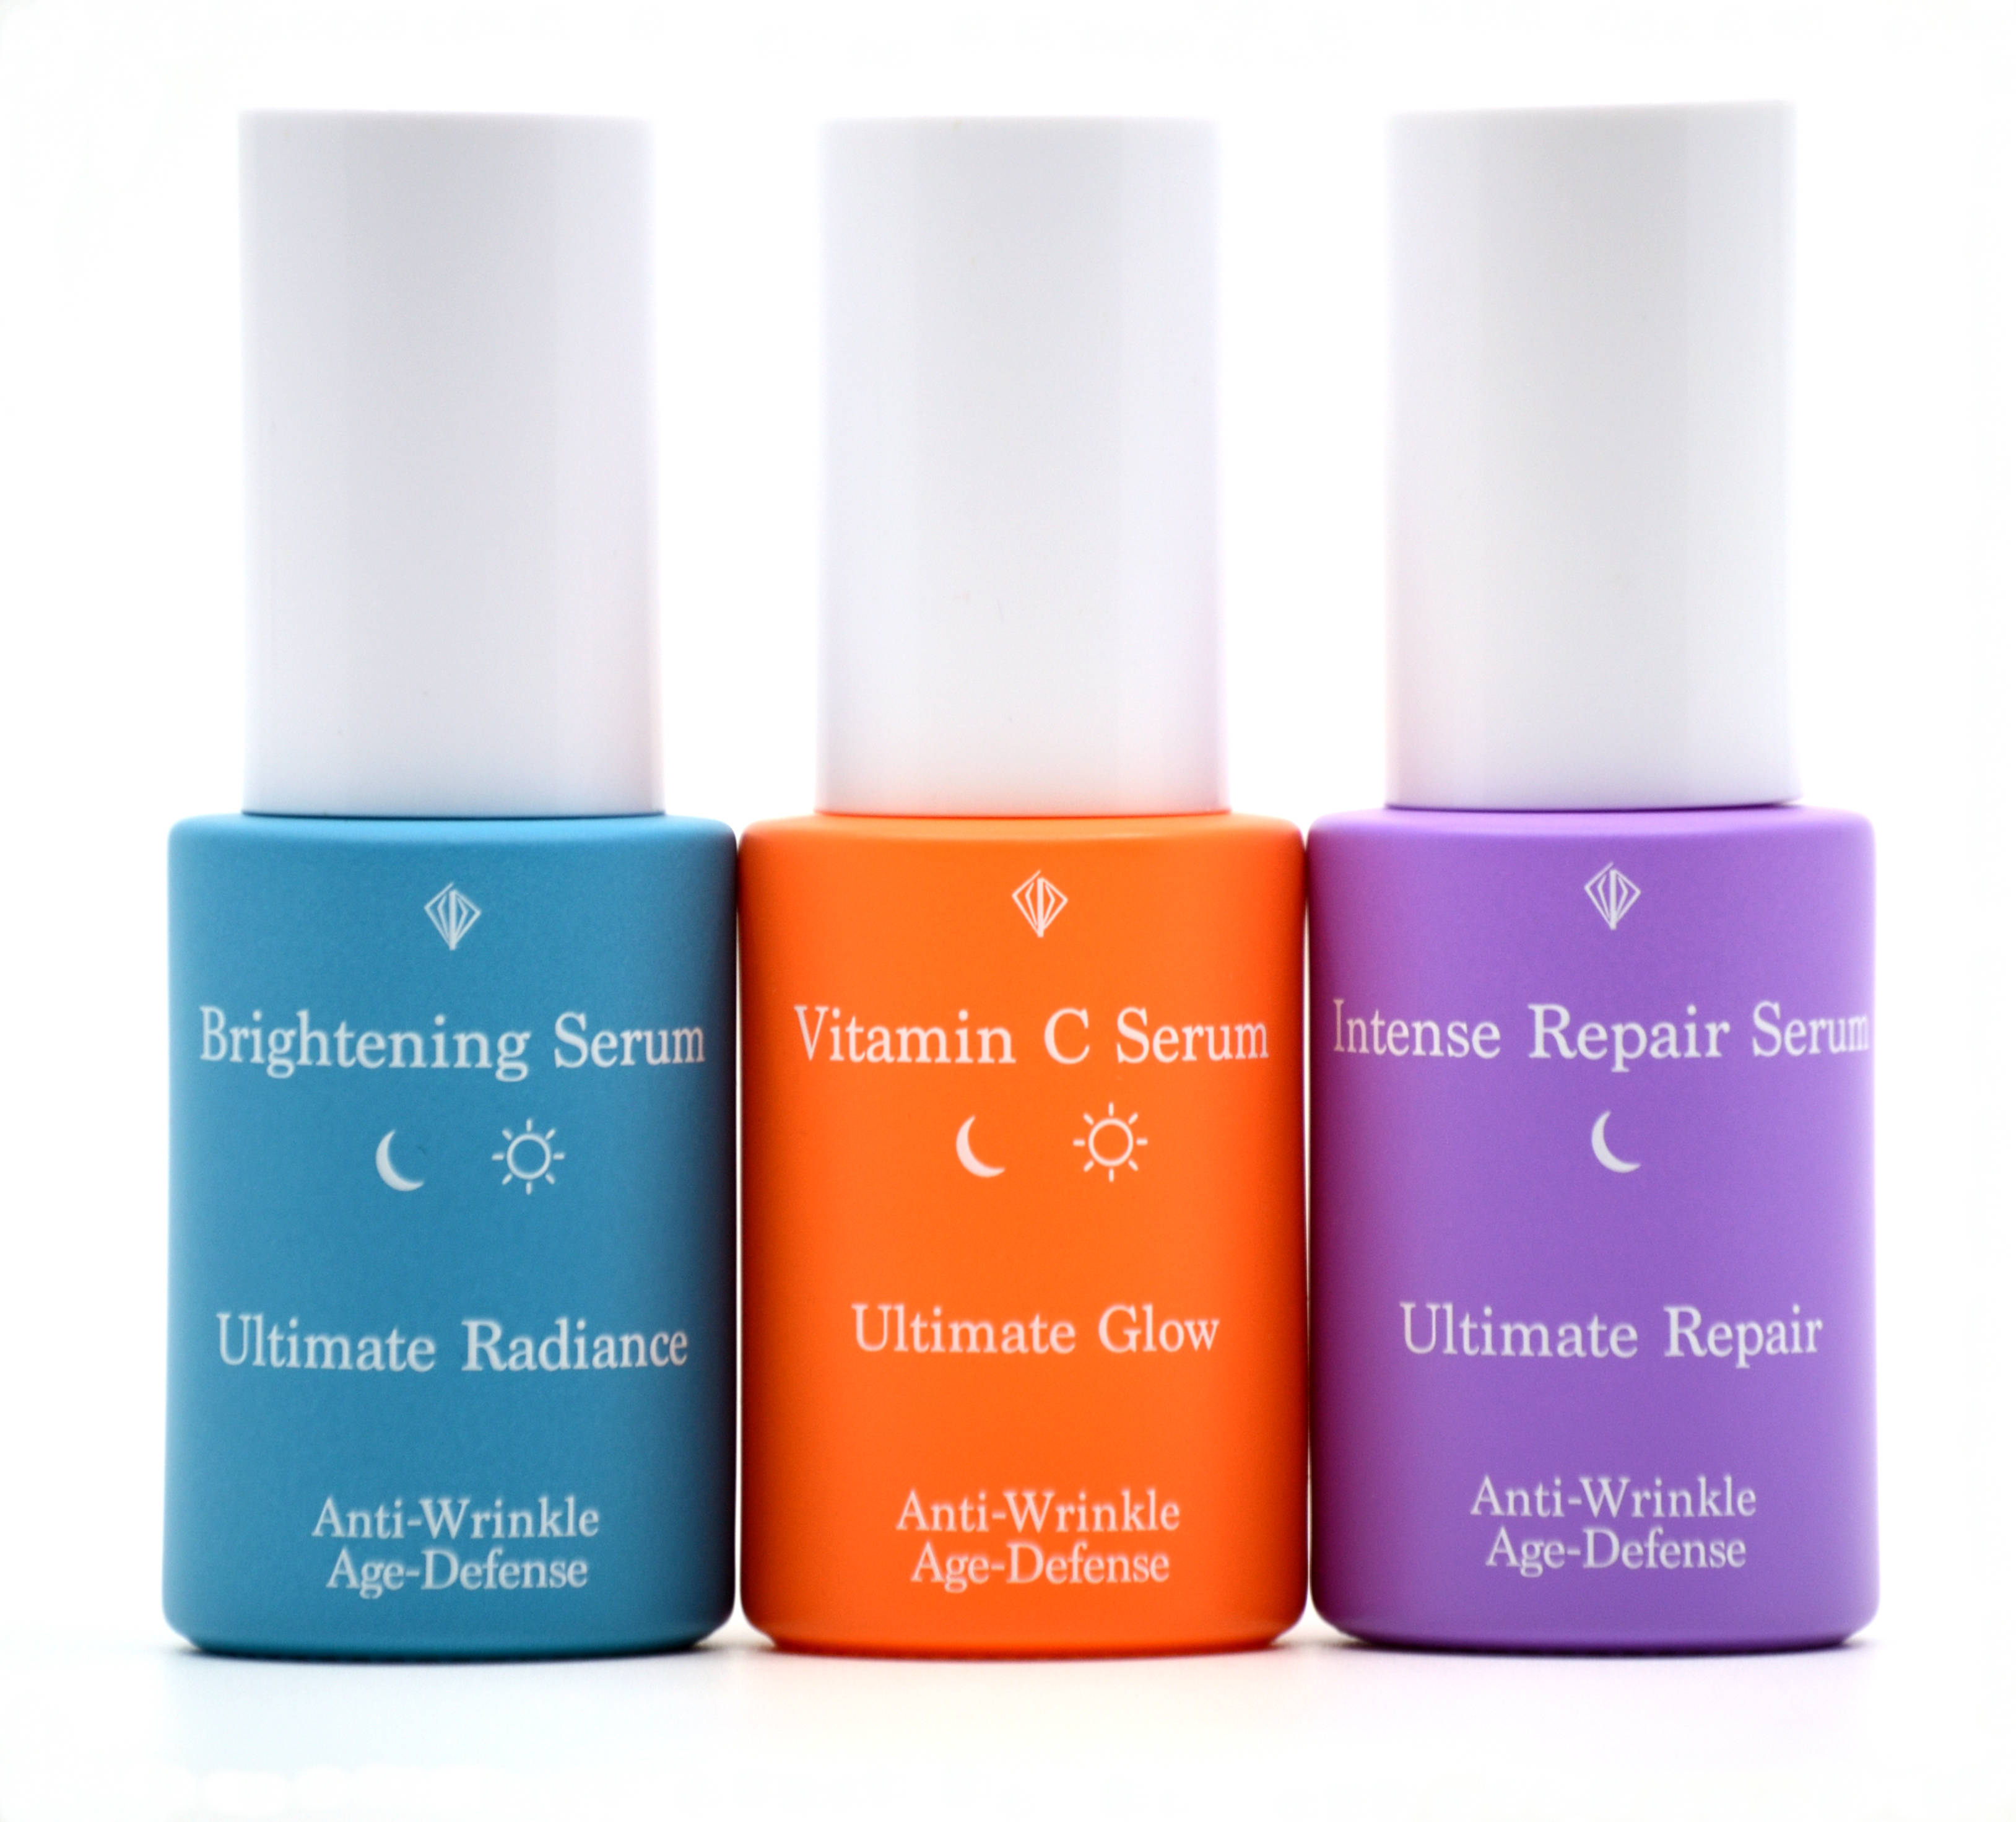 Brightening Serum
Ultimate Radiance
Anti-Wrinkle
Age-Defense
Vitamin C Serum
Ultimate Glow
Anti-Wrinkle
Age-Defense
Intense Repair Serum
Ultimate Repair
Anti-Wrinkle
Age-Defense